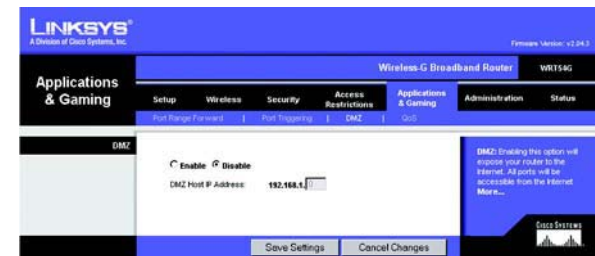 LINKSYS®
A Division of Cisco Systems, Inc.
Firmware Version: v2.04.3
Applications & Gaming
Wireless-G Broadband Router WRT54G
Setup Wireless Security Access Restrictions Applications & Gaming Administration Status
Port Range Forward | Port Triggering | DMZ | QoS
DMZ
Enable Disable
DMZ Host IP Address: 192.168.1. 0
DMZ: Enabling this option will
expose your router to the
Internet. All ports will be
accessible from the Internet
More...
Save Settings Cancel Changes
CISCO SYSTEMS